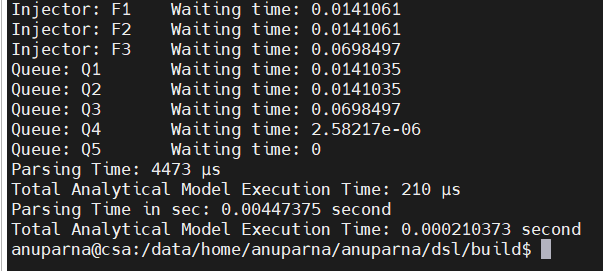 Injector: F1    Waiting time: 0.0141061
Injector: F2    Waiting time: 0.0141061
Injector: F3    Waiting time: 0.0698497
Queue: Q1       Waiting time: 0.0141035
Queue: Q2       Waiting time: 0.0141035
Queue: Q3       Waiting time: 0.0698497
Queue: Q4       Waiting time: 2.58217e-06
Queue: Q5       Waiting time: 0
Parsing Time: 4473 µs
Total Analytical Model Execution Time: 210 µs
Parsing Time in sec: 0.00447375 second
Total Analytical Model Execution Time: 0.000210373 second
anuparna@csa:/data/home/anuparna/anuparna/dsl/build$